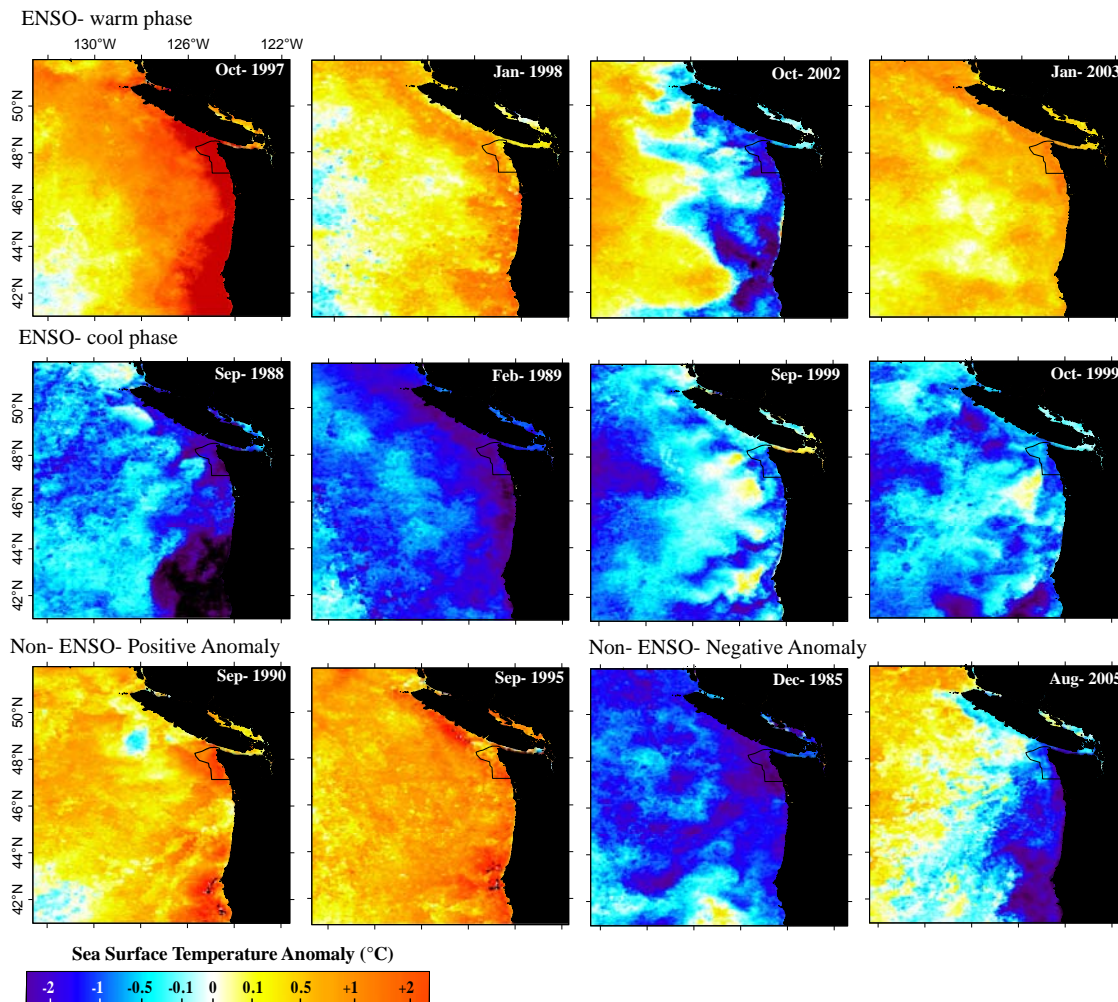 ENSO- warm phase
130°W 126°W 122°W
Oct- 1997 Jan- 1998 Oct- 2002 Jan- 2003
50°N
48°N
46°N
44°N
42°N
ENSO- cool phase
Sep- 1988 Feb- 1989 Sep- 1999 Oct- 1999
50°N
48°N
46°N
44°N
42°N
Non- ENSO- Positive Anomaly Non- ENSO- Negative Anomaly
Sep- 1990 Sep- 1995 Dec- 1985 Aug- 2005
50°N
48°N
46°N
44°N
42°N
Sea Surface Temperature Anomaly (°C)
-2 -1 -0.5 -0.1 0 0.1 0.5 +1 +2